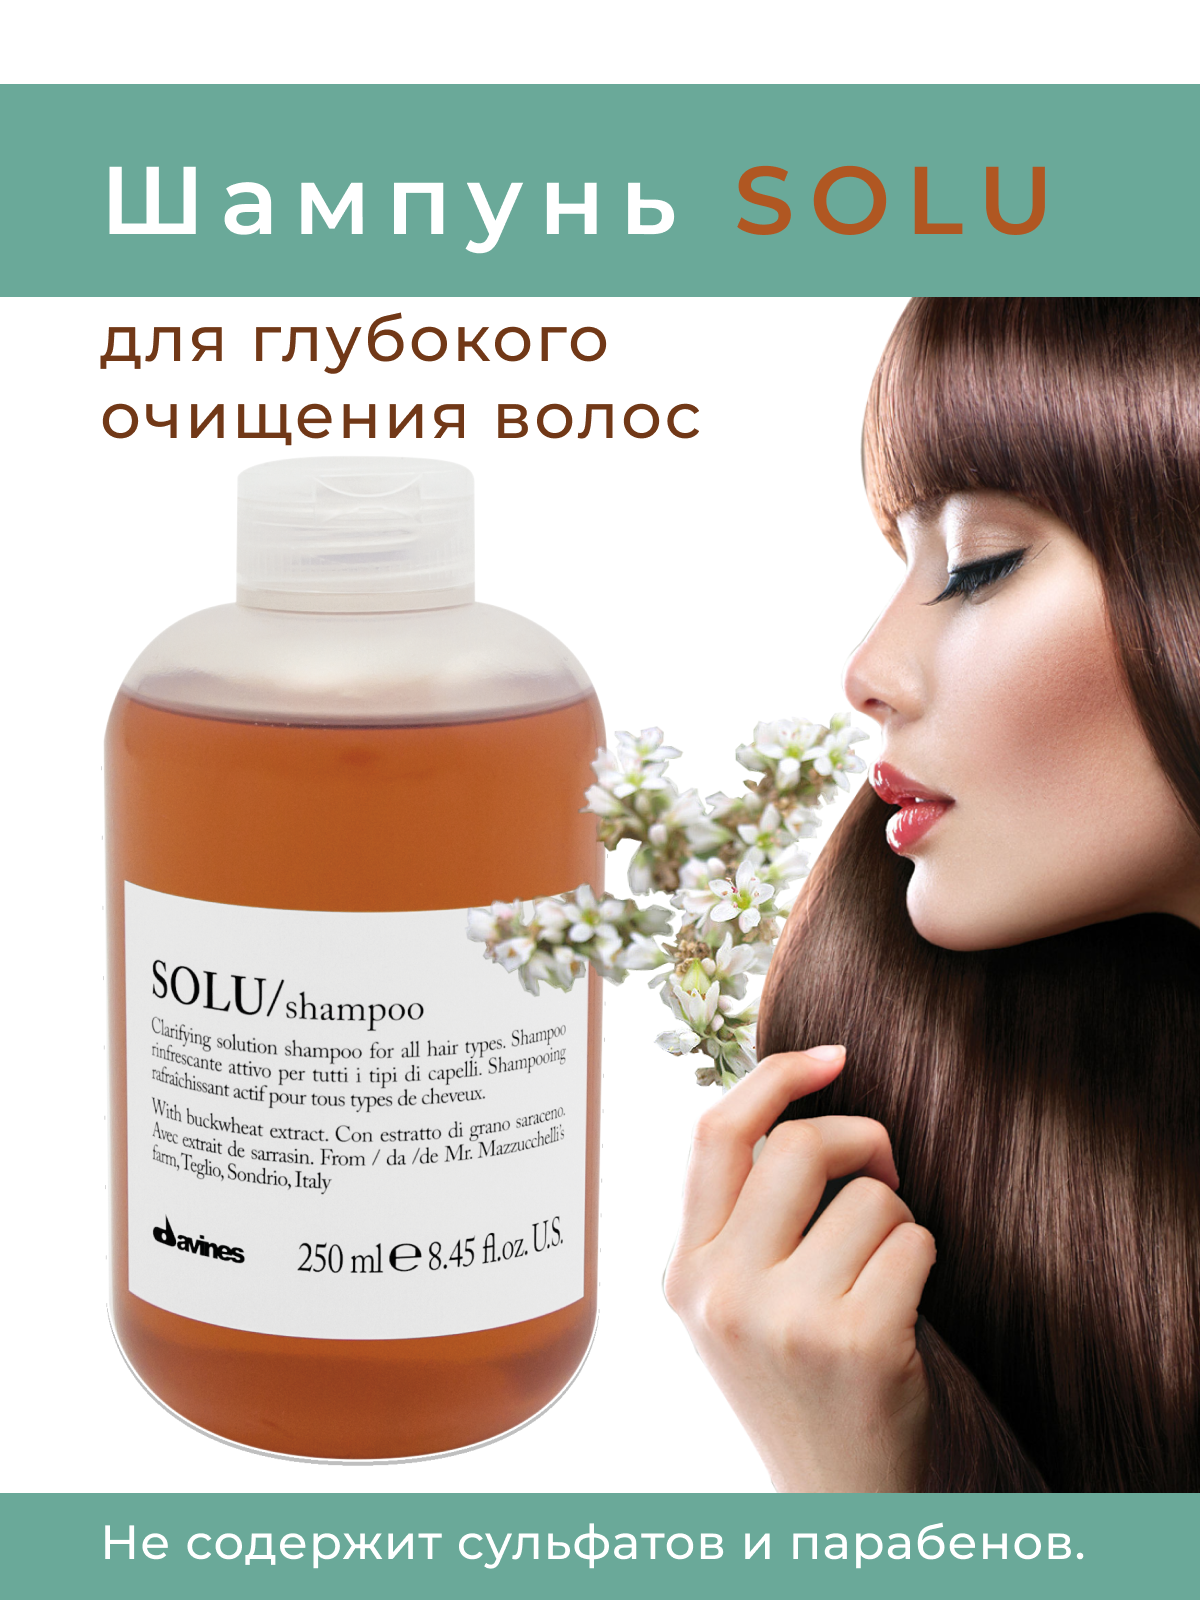 Шампунь SOLU
для глубокого
очищения волос
SOLU/shampoo
Clarifying solution shampoo for all hair types. Shampoo
rinfrescante attivo per tutti i tipi di capelli. Shampooing
rafraîchissant actif pour tous types de cheveux.
With buckwheat extract. Con estratto di grano saraceno.
Avec extrait de sarrasin. From / da /de Mr. Mazzucchelli's
farm, Teglio, Sondrio, Italy
davines
250 ml ℮ 8.45 fl.oz. U.S.
Не содержит сульфатов и парабенов.